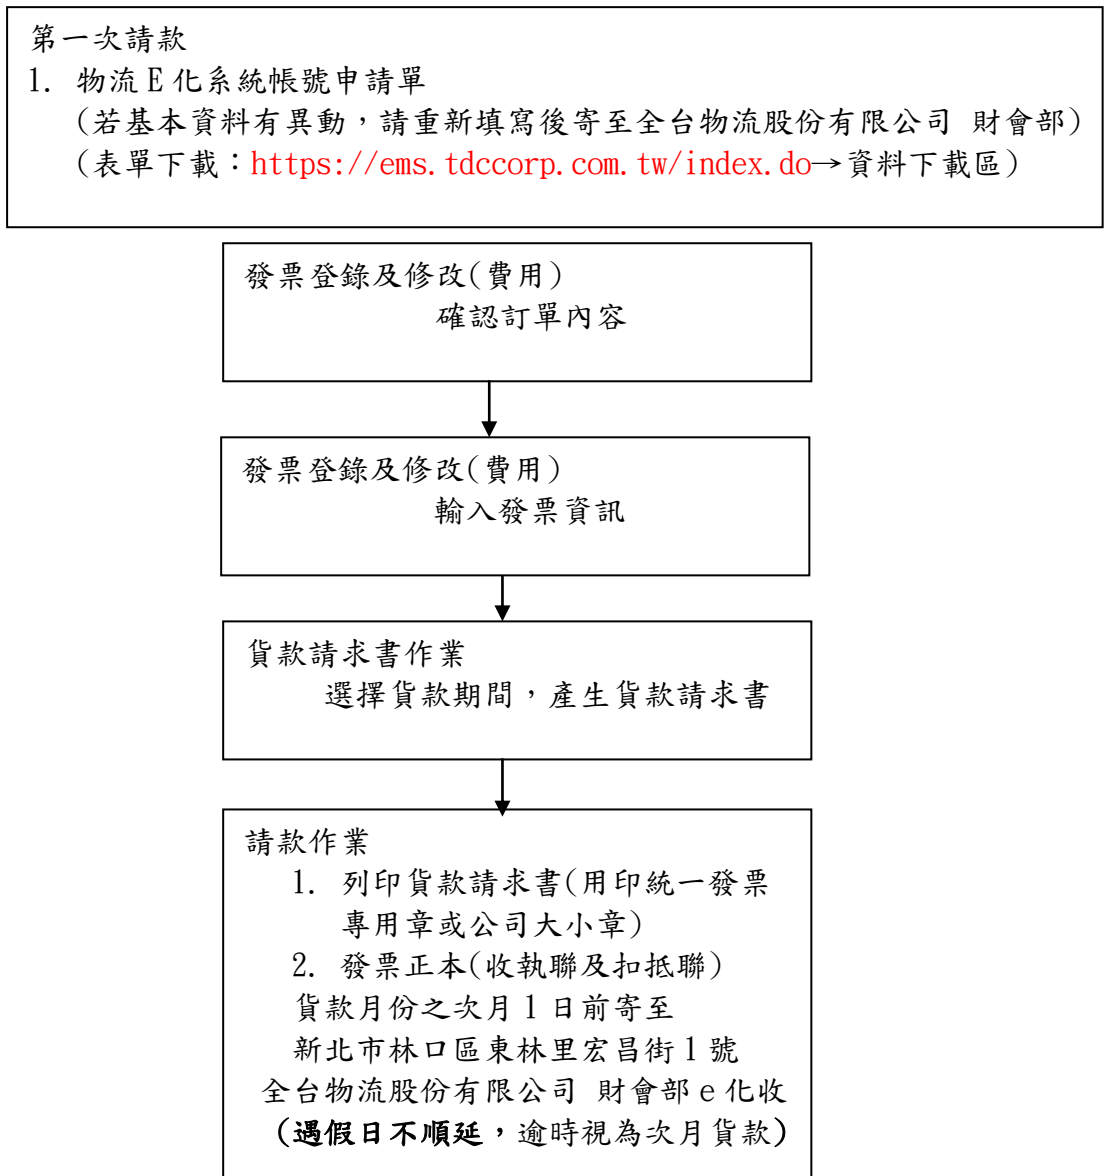 第一次請款
1. 物流E化系統帳號申請單
(若基本資料有異動，請重新填寫後寄至全台物流股份有限公司 財會部)
(表單下載：https://ems.tdccorp.com.tw/index.do→資料下載區)
發票登錄及修改(費用)
確認訂單內容
發票登錄及修改(費用)
輸入發票資訊
貨款請求書作業
選擇貨款期間，產生貨款請求書
請款作業
1. 列印貨款請求書(用印統一發票
專用章或公司大小章)
2. 發票正本(收執聯及扣抵聯)
貨款月份之次月1日前寄至
新北市林口區東林里宏昌街1號
全台物流股份有限公司 財會部e化收
(遇假日不順延，逾時視為次月貨款)